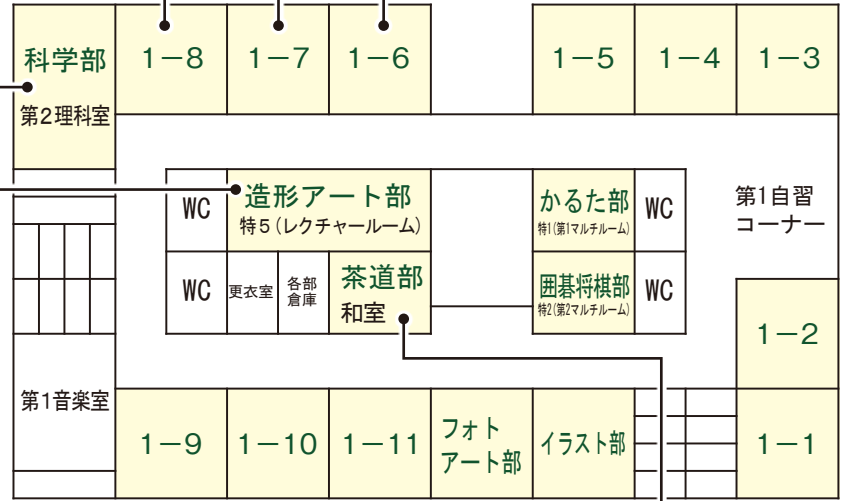 科学部
第2理科室
1−8
1−7
1−6
1−5
1−4
1−3
WC
造形アート部
特5(レクチャールーム)
かるた部
特1(第1マルチルーム)
WC
第1自習
コーナー
WC
更衣室
各部
倉庫
茶道部
和室
囲碁将棋部
特2(第2マルチルーム)
WC
1−2
第1音楽室
1−9
1−10
1−11
フォト
アート部
イラスト部
1−1